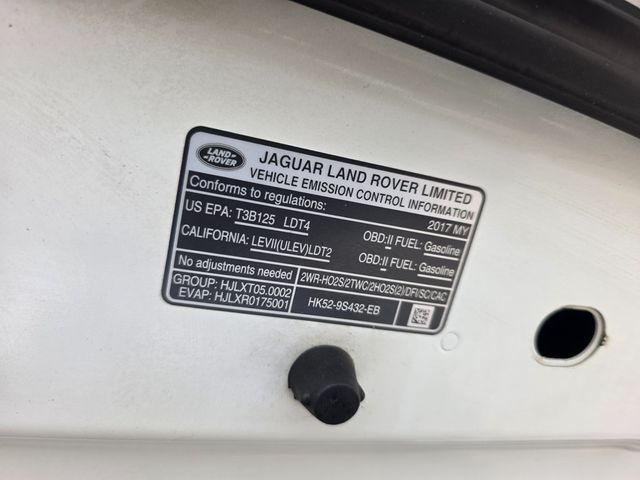 LAND ROVER
JAGUAR LAND ROVER LIMITED
VEHICLE EMISSION CONTROL INFORMATION
Conforms to regulations:
2017 MY
US EPA: T3B125 LDT4
OBD:II FUEL: Gasoline
CALIFORNIA: LEVII(ULEV)LDT2
OBD:II FUEL: Gasoline
No adjustments needed
2WR-HO2S/2TWC/2HO2S(2)/DFI/SC/CAC
GROUP: HJLXT05.0002
EVAP: HJLXR0175001
HK52-9S432-EB